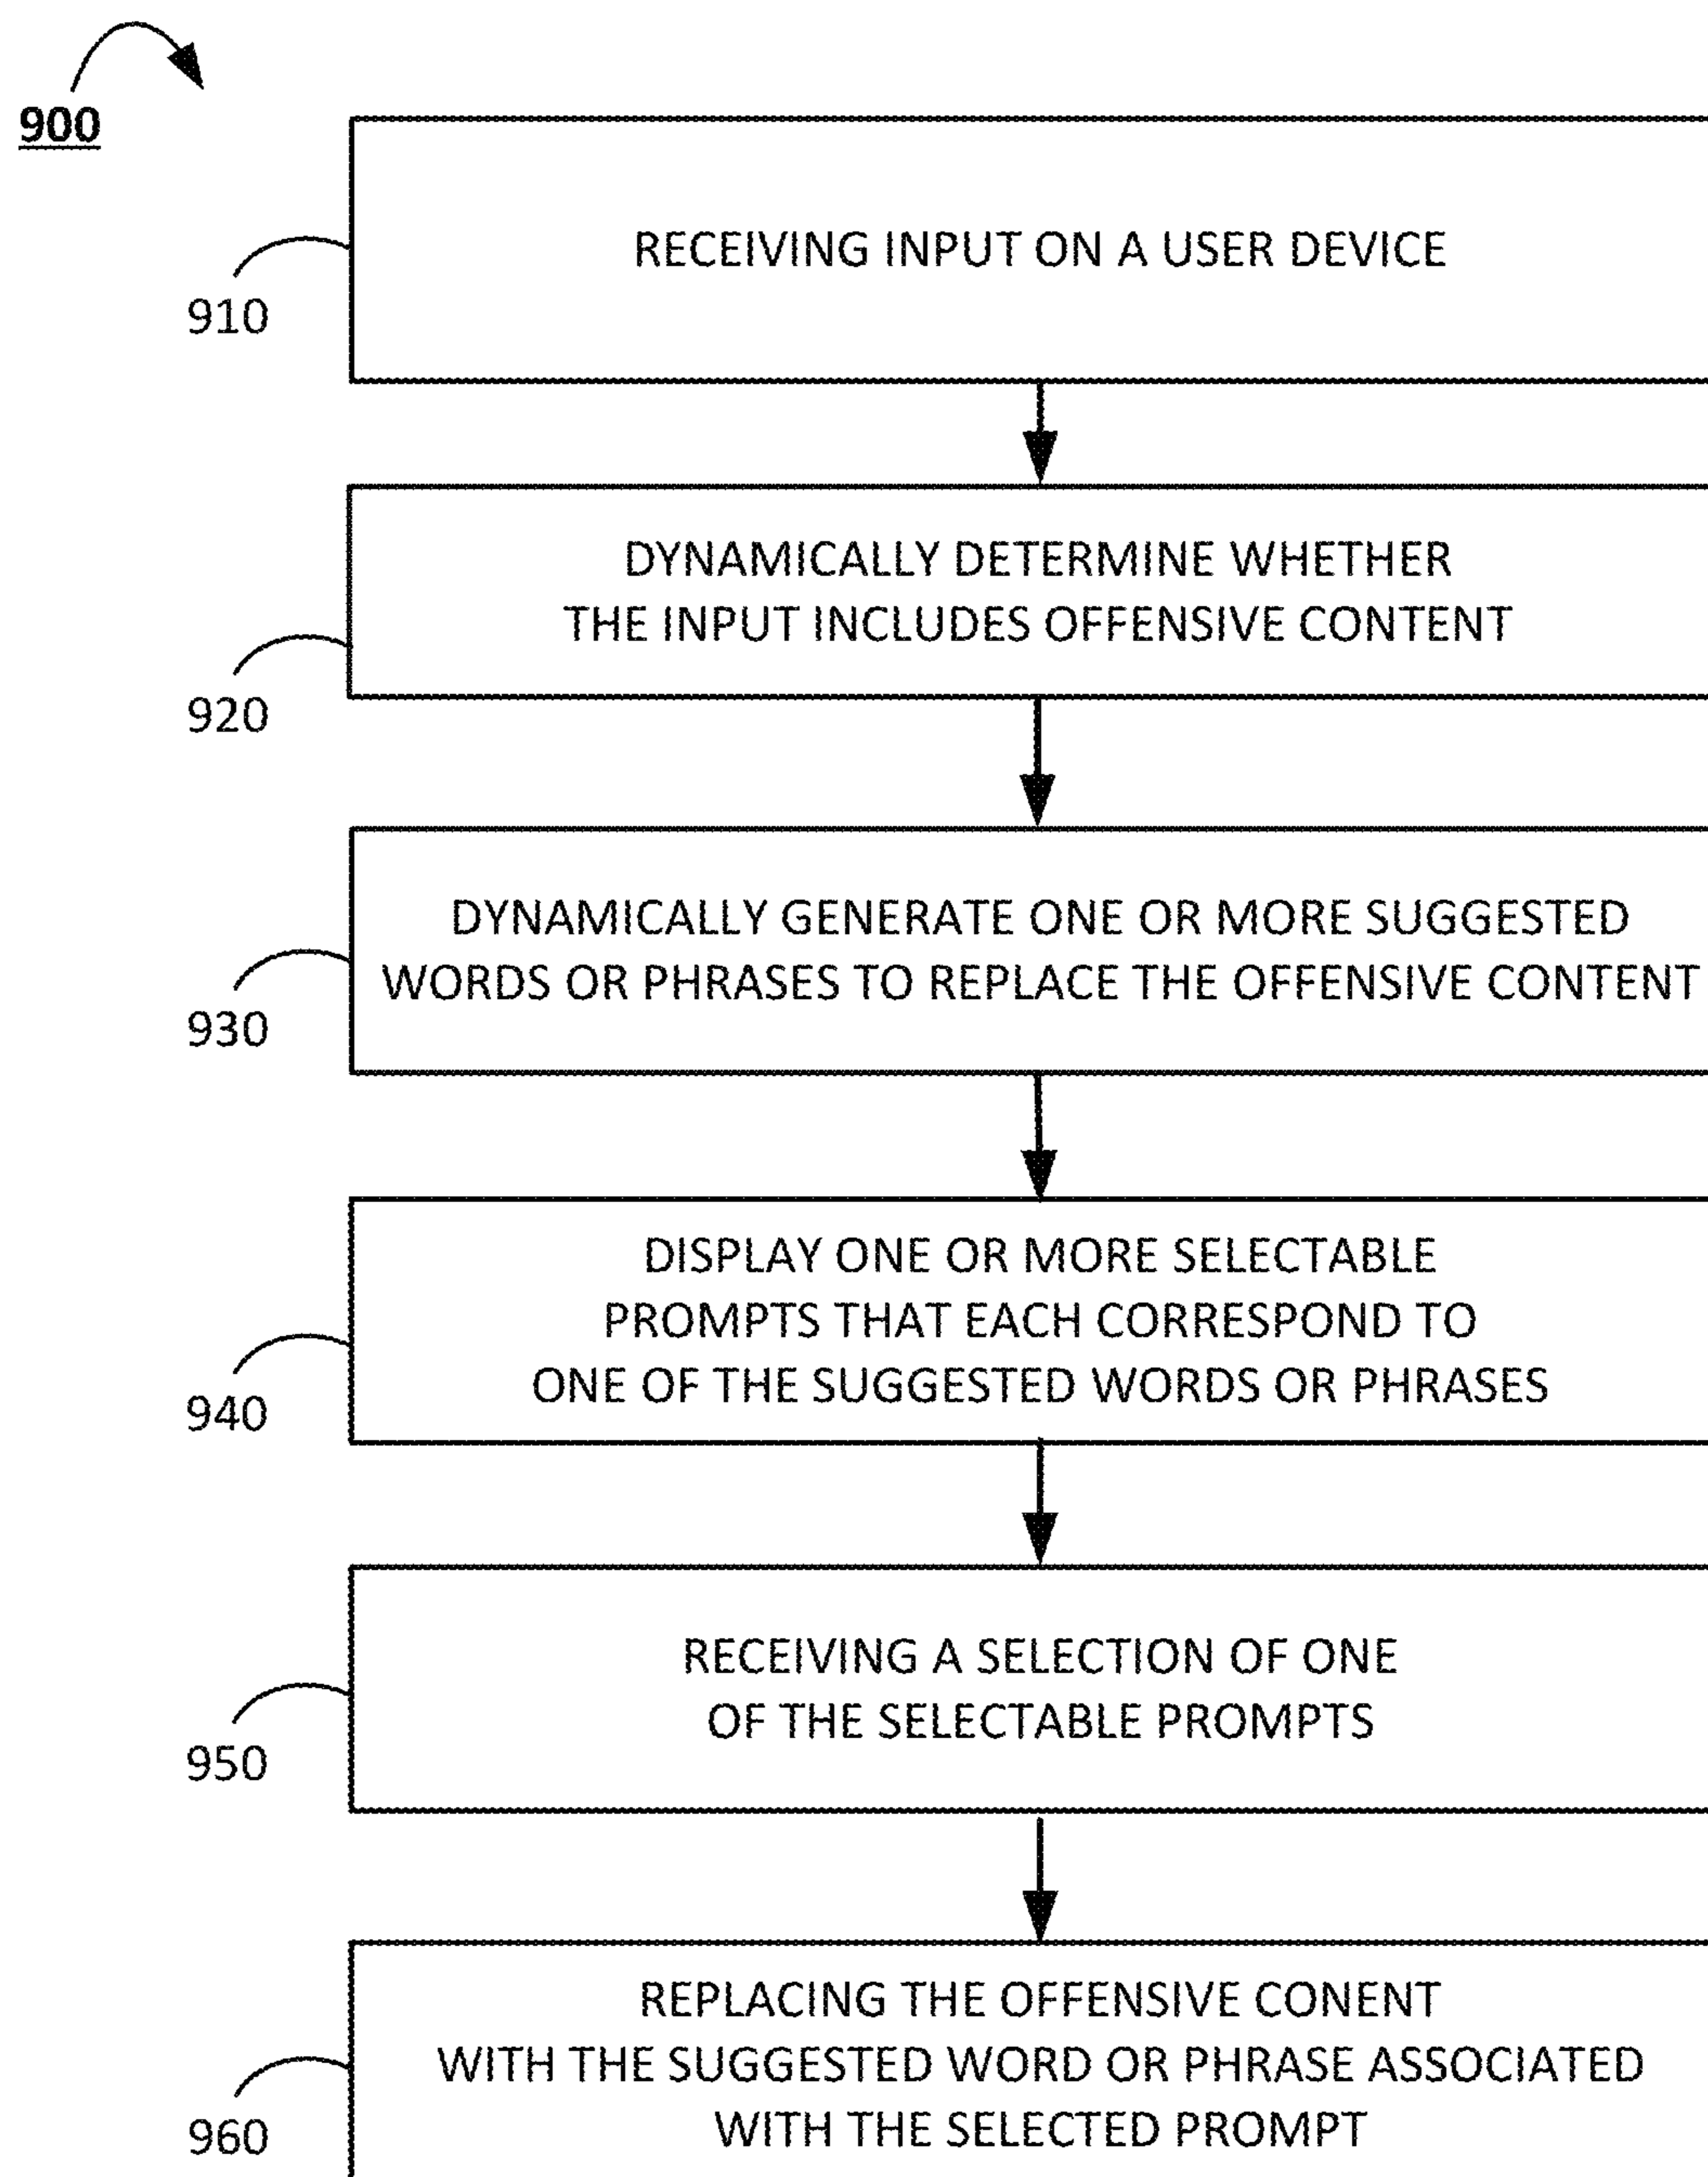 900
RECEIVING INPUT ON A USER DEVICE
910
DYNAMICALLY DETERMINE WHETHER
THE INPUT INCLUDES OFFENSIVE CONTENT
920
DYNAMICALLY GENERATE ONE OR MORE SUGGESTED
WORDS OR PHRASES TO REPLACE THE OFFENSIVE CONTENT
930
DISPLAY ONE OR MORE SELECTABLE
PROMPTS THAT EACH CORRESPOND TO
ONE OF THE SUGGESTED WORDS OR PHRASES
940
RECEIVING A SELECTION OF ONE
OF THE SELECTABLE PROMPTS
950
REPLACING THE OFFENSIVE CONENT
WITH THE SUGGESTED WORD OR PHRASE ASSOCIATED
WITH THE SELECTED PROMPT
960